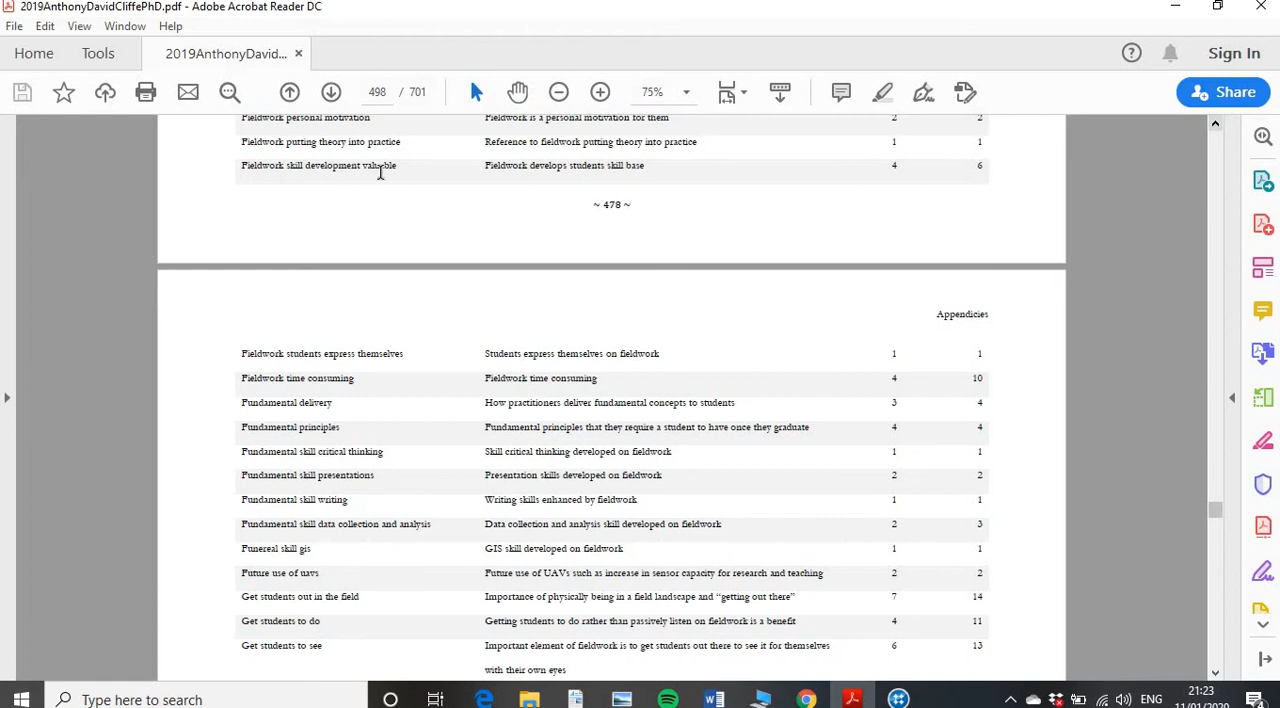 2019AnthonyDavidCliffePhD.pdf - Adobe Acrobat Reader DC
File Edit View Window Help
Home Tools 2019AnthonyDavid... × Sign In
498 / 701 75% Share
Fieldwork personal motivation Fieldwork is a personal motivation for them 2 2
Fieldwork putting theory into practice Reference to fieldwork putting theory into practice 1 1
Fieldwork skill development valuable Fieldwork develops students skill base 4 6
~ 478 ~
Appendicies
Fieldwork students express themselves Students express themselves on fieldwork 1 1
Fieldwork time consuming Fieldwork time consuming 4 10
Fundamental delivery How practitioners deliver fundamental concepts to students 3 4
Fundamental principles Fundamental principles that they require a student to have once they graduate 4 4
Fundamental skill critical thinking Skill critical thinking developed on fieldwork 1 1
Fundamental skill presentations Presentation skills developed on fieldwork 2 2
Fundamental skill writing Writing skills enhanced by fieldwork 1 1
Fundamental skill data collection and analysis Data collection and analysis skill developed on fieldwork 2 3
Funereal skill gis GIS skill developed on fieldwork 1 1
Future use of uavs Future use of UAVs such as increase in sensor capacity for research and teaching 2 2
Get students out in the field Importance of physically being in a field landscape and “getting out there” 7 14
Get students to do Getting students to do rather than passively listen on fieldwork is a benefit 4 11
Get students to see Important element of fieldwork is to get students out there to see it for themselves 6 13
with their own eyes
Type here to search ENG 21:23
11/01/2020